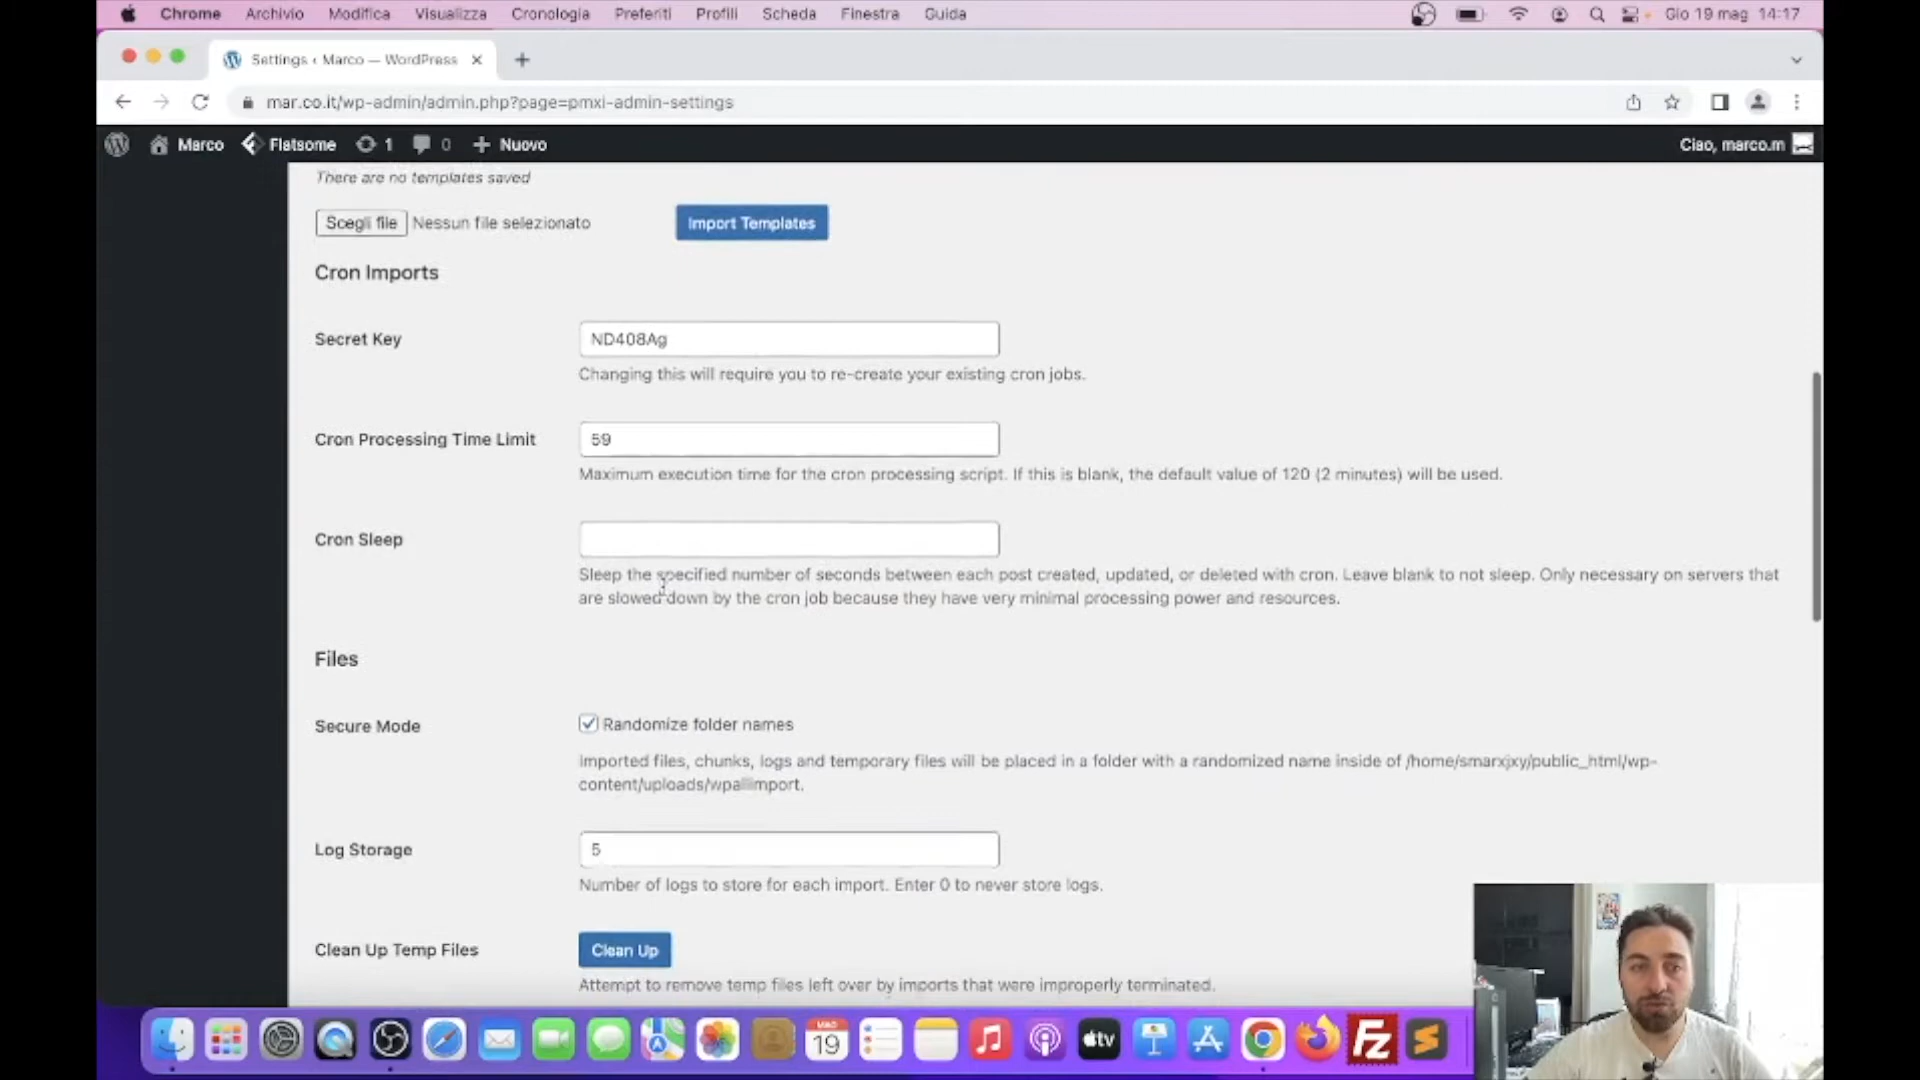 Chrome Archivio Modifica Visualizza Cronologia Preferiti Profili Scheda Finestra Guida Gio 19 mag 14:17
Settings ‹ Marco — WordPress
mar.co.it/wp-admin/admin.php?page=pmxi-admin-settings
Marco Flatsome 1 0 + Nuovo Ciao, marco.m
There are no templates saved
Scegli file Nessun file selezionato Import Templates
Cron Imports
Secret Key ND408Ag
Changing this will require you to re-create your existing cron jobs.
Cron Processing Time Limit 59
Maximum execution time for the cron processing script. If this is blank, the default value of 120 (2 minutes) will be used.
Cron Sleep
Sleep the specified number of seconds between each post created, updated, or deleted with cron. Leave blank to not sleep. Only necessary on servers that
are slowed down by the cron job because they have very minimal processing power and resources.
Files
Secure Mode Randomize folder names
Imported files, chunks, logs and temporary files will be placed in a folder with a randomized name inside of /home/smarxjxy/public_html/wp-
content/uploads/wpallimport.
Log Storage 5
Number of logs to store for each import. Enter 0 to never store logs.
Clean Up Temp Files Clean Up
Attempt to remove temp files left over by imports that were improperly terminated.
MAG
19
tv
FZ